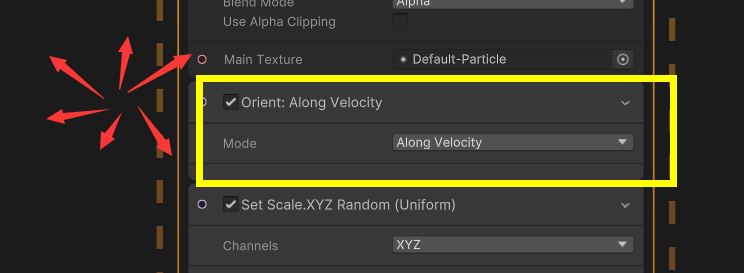 Blend Mode Alpha
Use Alpha Clipping
Main Texture Default-Particle
Orient: Along Velocity
Mode Along Velocity
Set Scale.XYZ Random (Uniform)
Channels XYZ